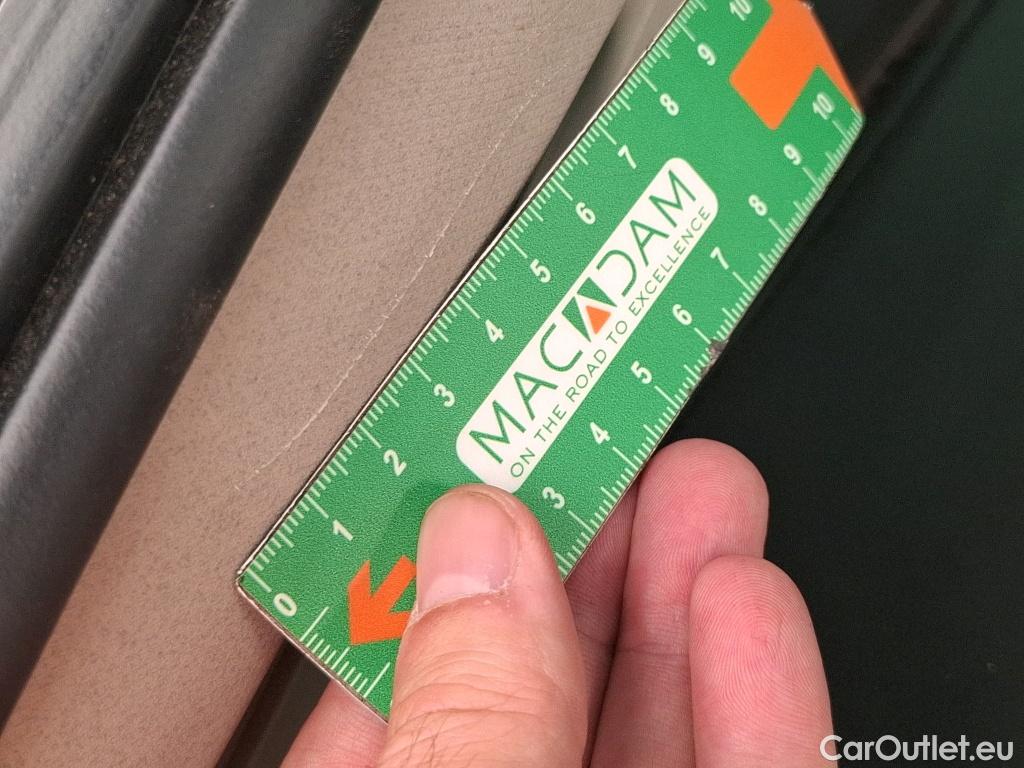 0 1 2 3 4 5 6 7 8 9 10
MACADAM
ON THE ROAD TO EXCELLENCE
3 4 5 6 7 8 9 10
CarOutlet.eu